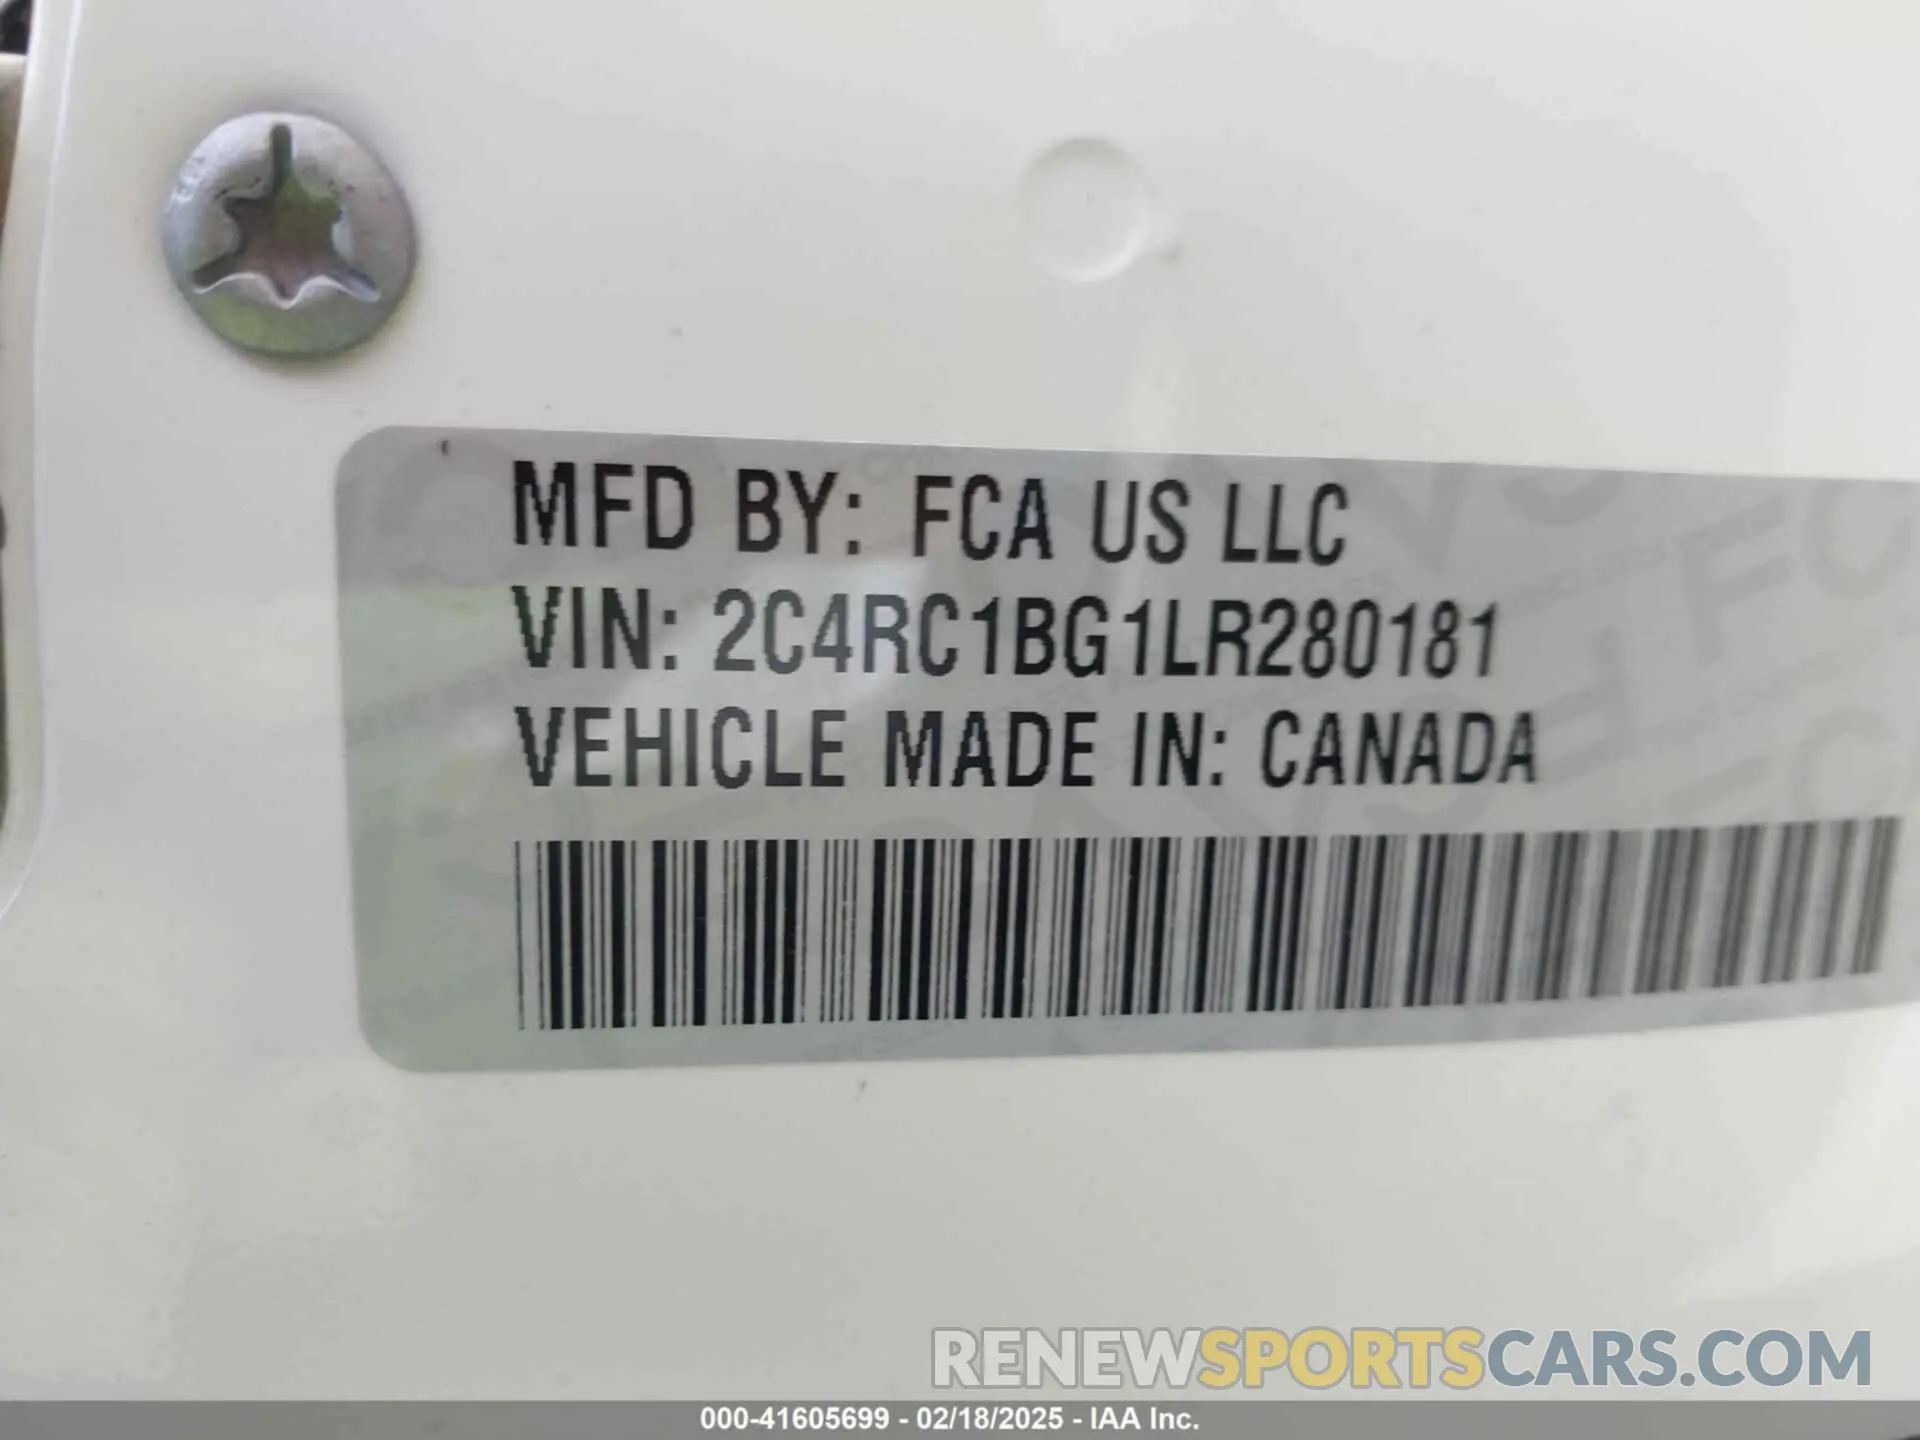 MFD BY: FCA US LLC
VIN: 2C4RC1BG1LR280181
VEHICLE MADE IN: CANADA
RENEWSPORTSCARS.COM
000-41605699 - 02/18/2025 - IAA Inc.